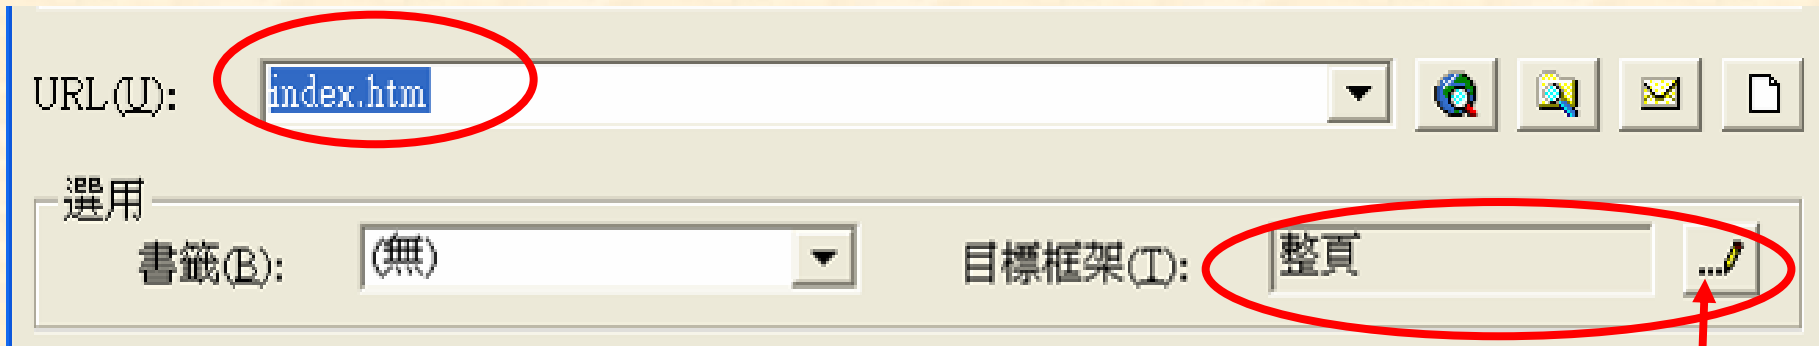 URL(U): index.htm
選用
書籤(B): (無) 目標框架(T): 整頁 ...